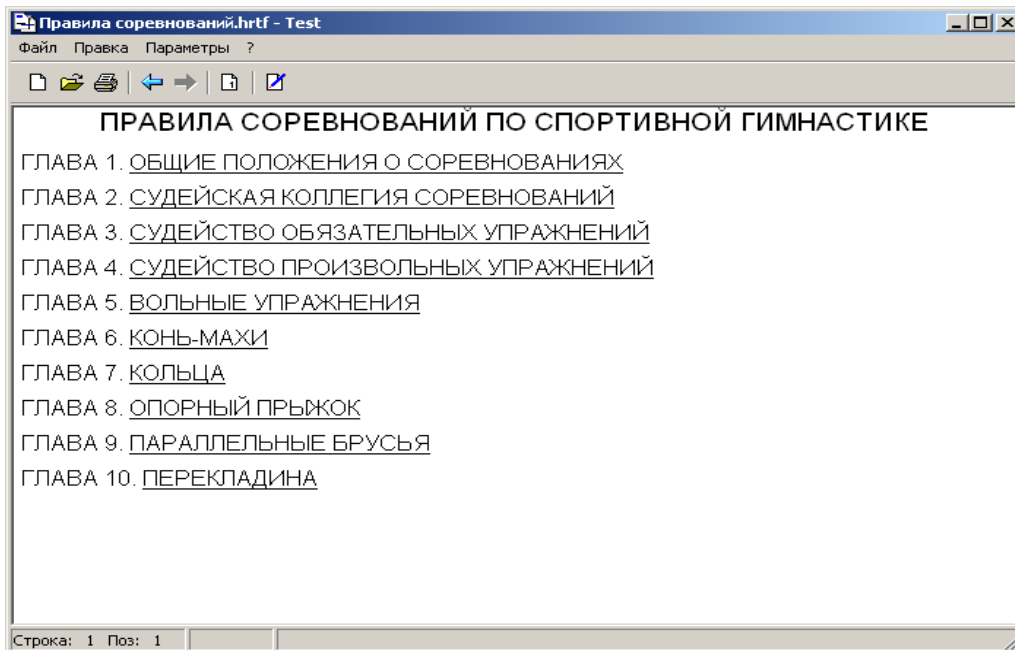 Правила соревнований.hrtf - Test
Файл Правка Параметры ?
ПРАВИЛА СОРЕВНОВАНИЙ ПО СПОРТИВНОЙ ГИМНАСТИКЕ
ГЛАВА 1. ОБЩИЕ ПОЛОЖЕНИЯ О СОРЕВНОВАНИЯХ
ГЛАВА 2. СУДЕЙСКАЯ КОЛЛЕГИЯ СОРЕВНОВАНИЙ
ГЛАВА 3. СУДЕЙСТВО ОБЯЗАТЕЛЬНЫХ УПРАЖНЕНИЙ
ГЛАВА 4. СУДЕЙСТВО ПРОИЗВОЛЬНЫХ УПРАЖНЕНИЙ
ГЛАВА 5. ВОЛЬНЫЕ УПРАЖНЕНИЯ
ГЛАВА 6. КОНЬ-МАХИ
ГЛАВА 7. КОЛЬЦА
ГЛАВА 8. ОПОРНЫЙ ПРЫЖОК
ГЛАВА 9. ПАРАЛЛЕЛЬНЫЕ БРУСЬЯ
ГЛАВА 10. ПЕРЕКЛАДИНА
Строка: 1 Поз: 1